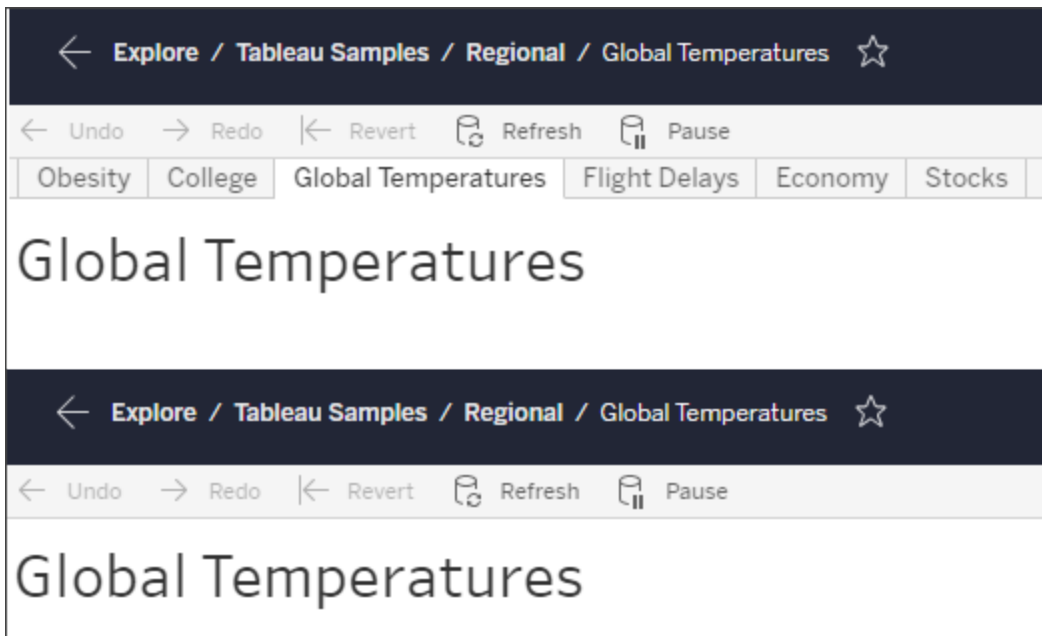 Explore / Tableau Samples / Regional / Global Temperatures
Undo Redo Revert Refresh Pause
Obesity College Global Temperatures Flight Delays Economy Stocks
Global Temperatures
Explore / Tableau Samples / Regional / Global Temperatures
Undo Redo Revert Refresh Pause
Global Temperatures